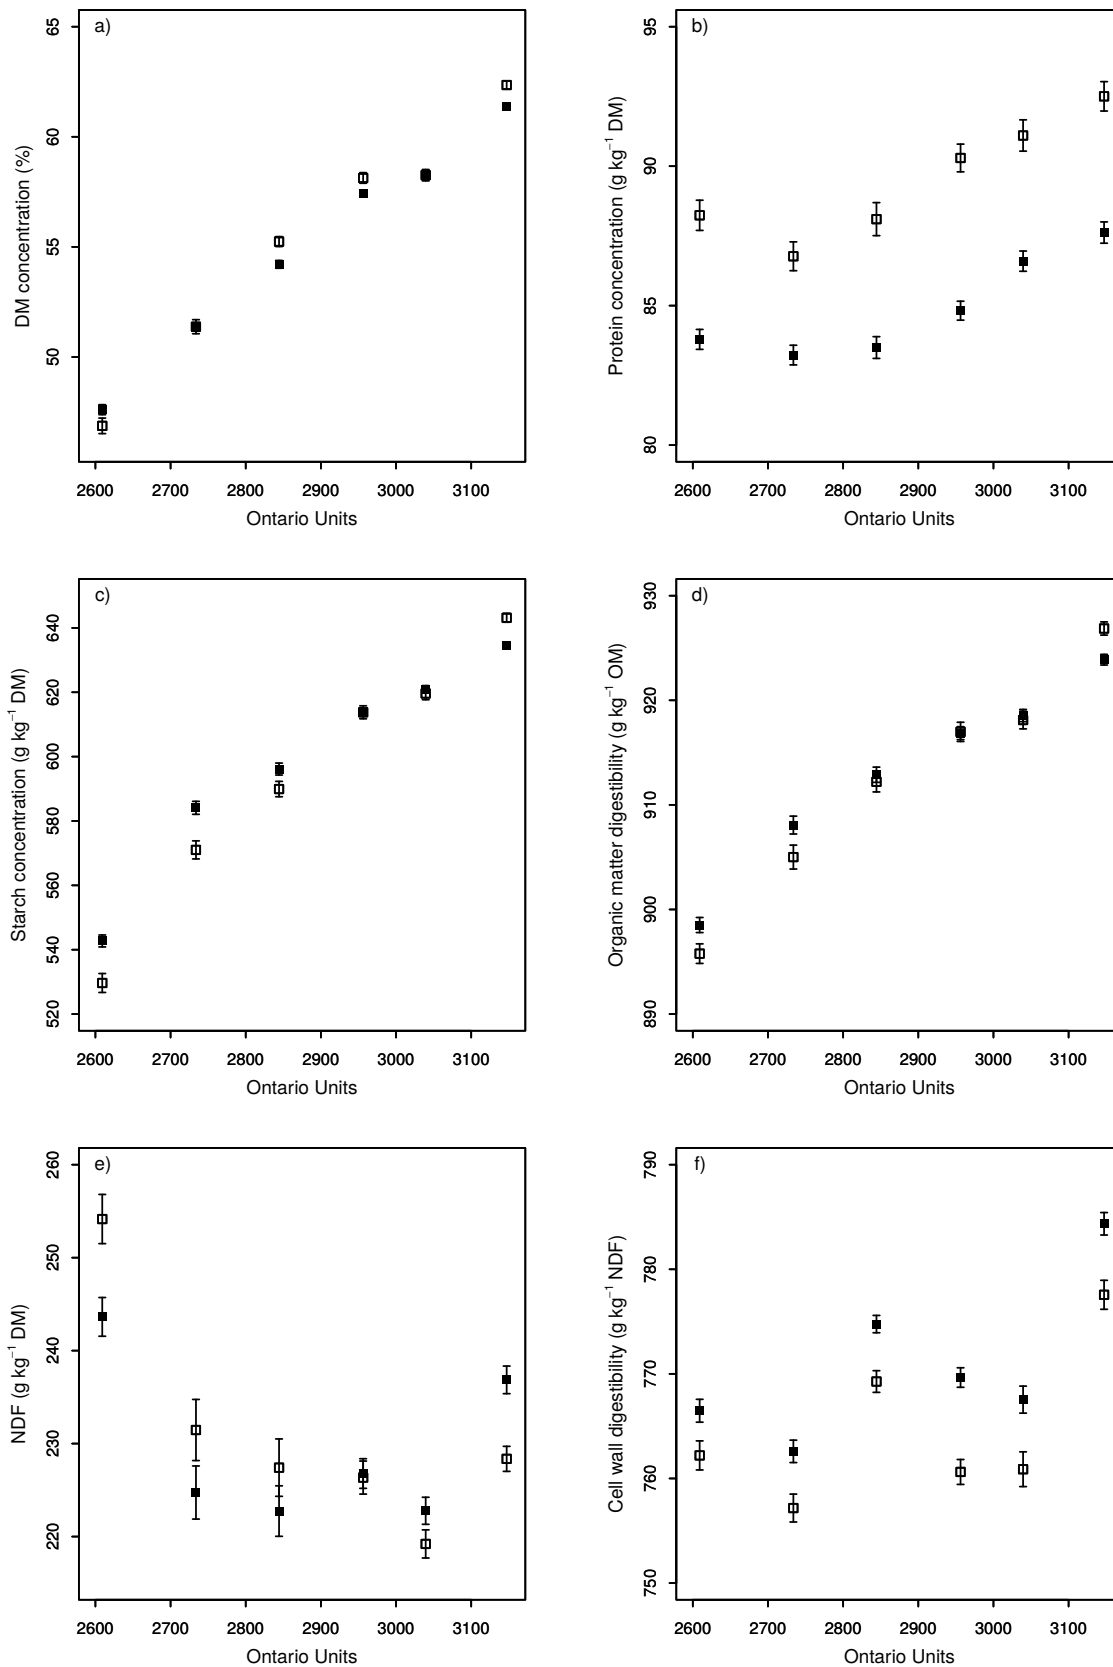 a)
DM concentration (%)
65
60
55
50
2600 2700 2800 2900 3000 3100
Ontario Units
b)
Protein concentration (g kg⁻¹ DM)
95
90
85
80
2600 2700 2800 2900 3000 3100
Ontario Units
c)
Starch concentration (g kg⁻¹ DM)
640
620
600
580
560
540
520
2600 2700 2800 2900 3000 3100
Ontario Units
d)
Organic matter digestibility (g kg⁻¹ OM)
930
920
910
900
890
2600 2700 2800 2900 3000 3100
Ontario Units
e)
NDF (g kg⁻¹ DM)
260
250
240
230
220
2600 2700 2800 2900 3000 3100
Ontario Units
f)
Cell wall digestibility (g kg⁻¹ NDF)
790
780
770
760
750
2600 2700 2800 2900 3000 3100
Ontario Units